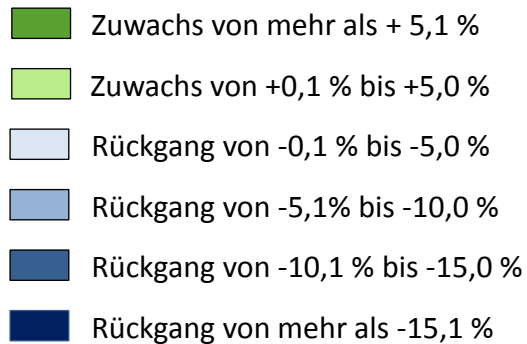 Zuwachs von mehr als + 5,1 %
Zuwachs von +0,1 % bis +5,0 %
Rückgang von -0,1 % bis -5,0 %
Rückgang von -5,1% bis -10,0 %
Rückgang von -10,1 % bis -15,0 %
Rückgang von mehr als -15,1 %